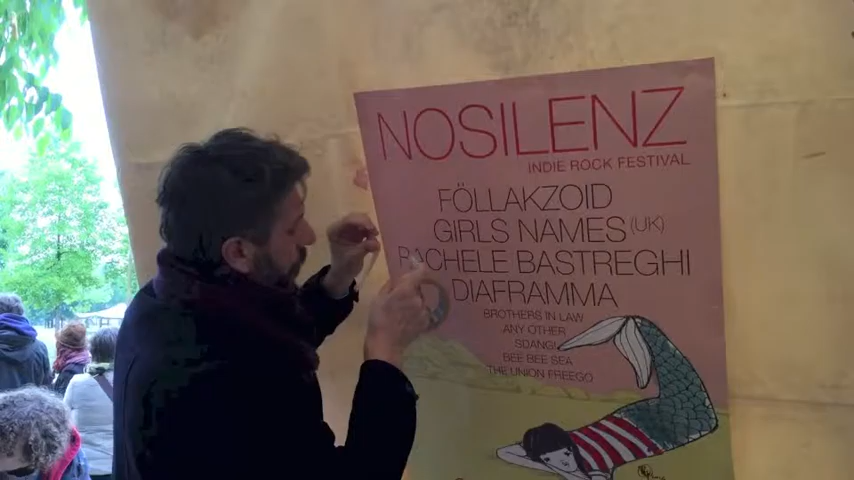 NOSILENZ
INDIE ROCK FESTIVAL
FÖLLAKZOID
GIRLS NAMES (UK)
RACHELE BASTREGHI
DIAFRAMMA
BROTHERS IN LAW
ANY OTHER
SDANG!
BEE BEE SEA
THE UNION FREEGO